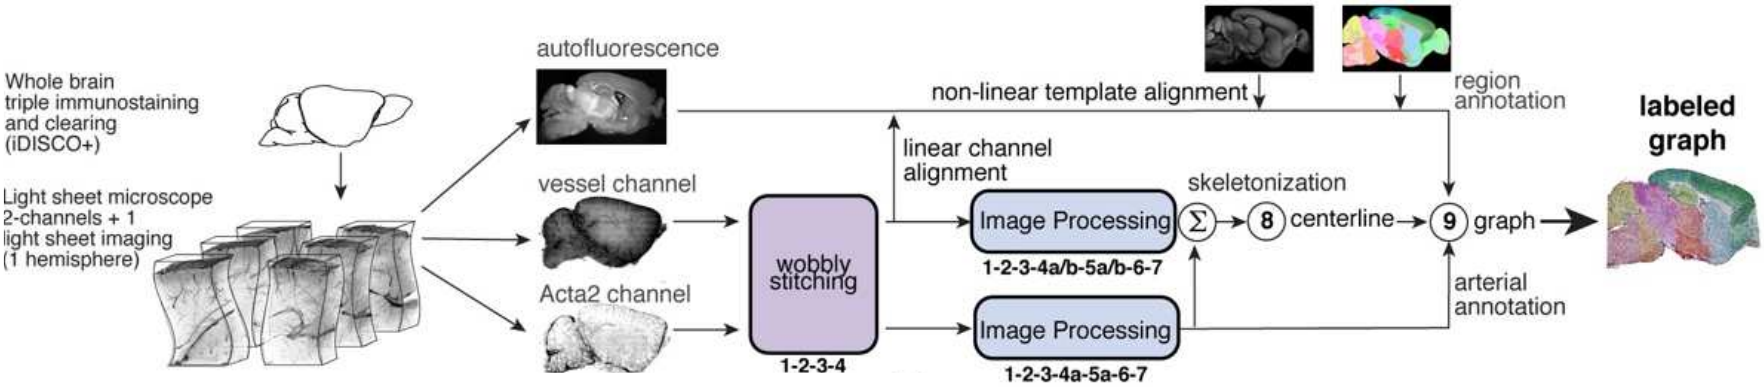 Whole brain
triple immunostaining
and clearing
(iDISCO+)
Light sheet microscope
2-channels + 1
light sheet imaging
(1 hemisphere)
autofluorescence
vessel channel
Acta2 channel
wobbly
stitching
1-2-3-4
non-linear template alignment
linear channel
alignment
Image Processing
1-2-3-4a/b-5a/b-6-7
Image Processing
1-2-3-4a-5a-6-7
skeletonization
Σ
8
centerline
9
graph
region
annotation
arterial
annotation
labeled
graph